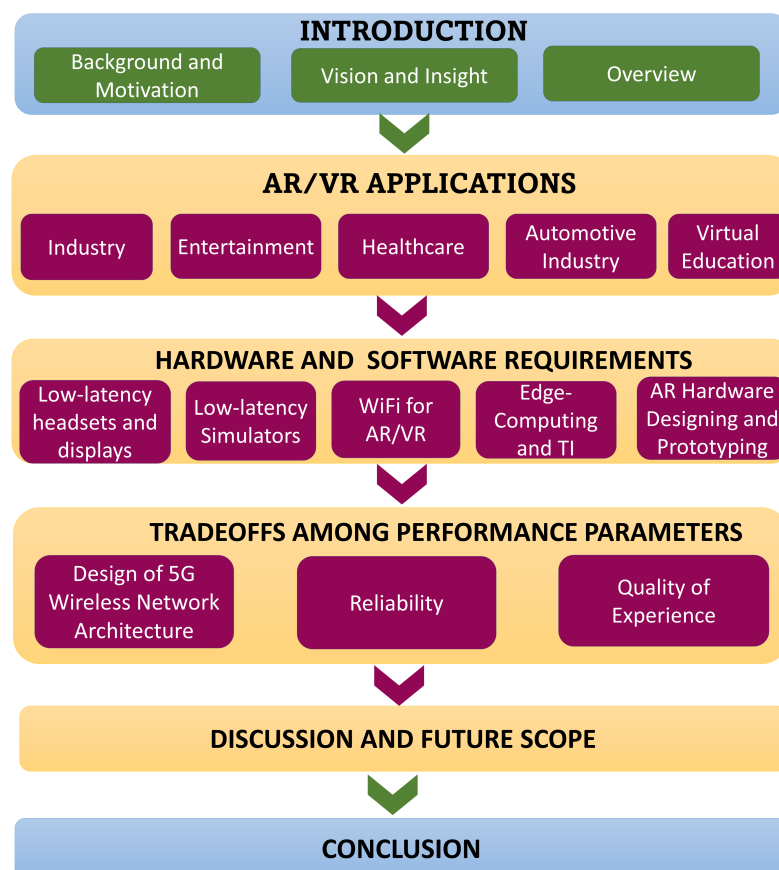 INTRODUCTION
Background and
Motivation
Vision and Insight
Overview
AR/VR APPLICATIONS
Industry
Entertainment
Healthcare
Automotive
Industry
Virtual
Education
HARDWARE AND SOFTWARE REQUIREMENTS
Low-latency
headsets and
displays
Low-latency
Simulators
WiFi for
AR/VR
Edge-
Computing
and TI
AR Hardware
Designing and
Prototyping
TRADEOFFS AMONG PERFORMANCE PARAMETERS
Design of 5G
Wireless Network
Architecture
Reliability
Quality of
Experience
DISCUSSION AND FUTURE SCOPE
CONCLUSION